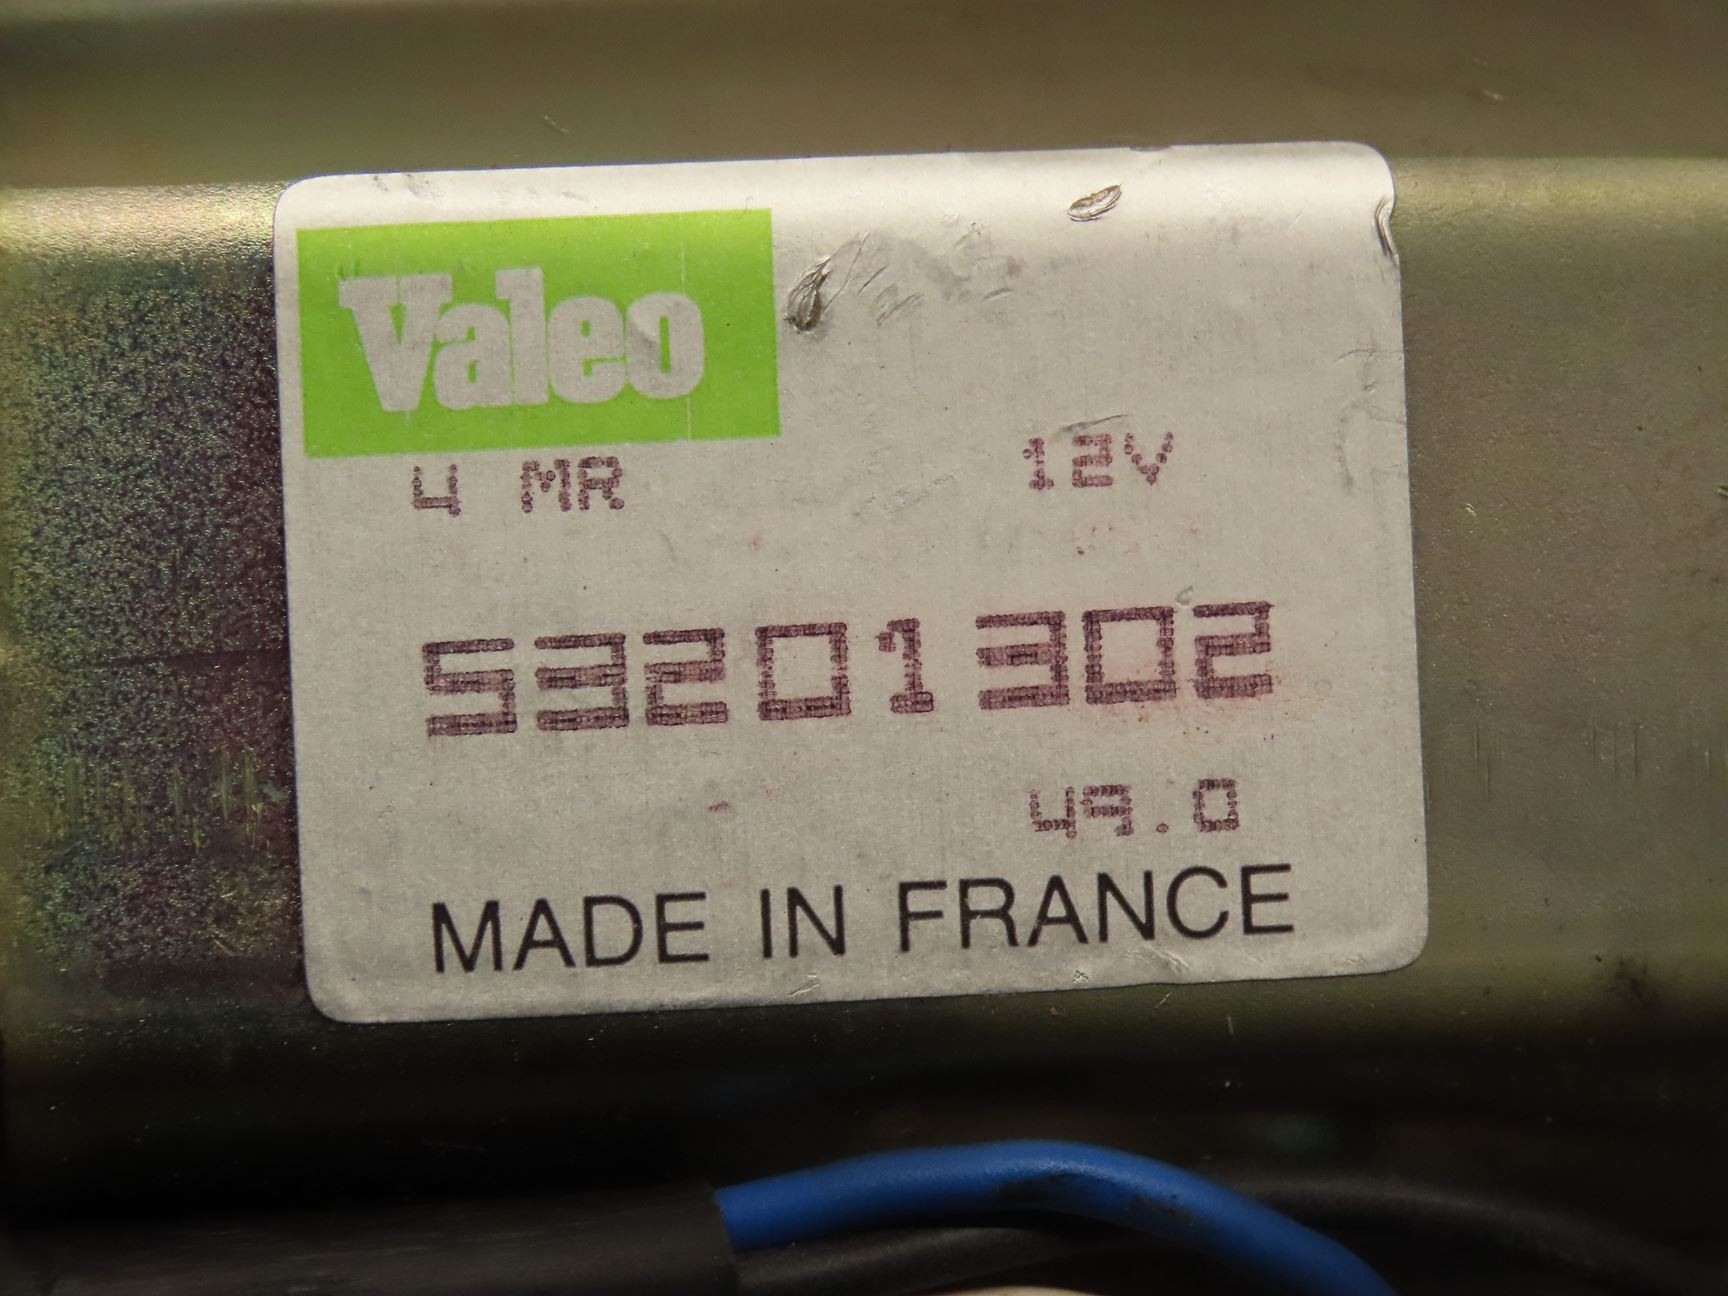 Valeo
4 MR 12V
53201302
49.0
MADE IN FRANCE